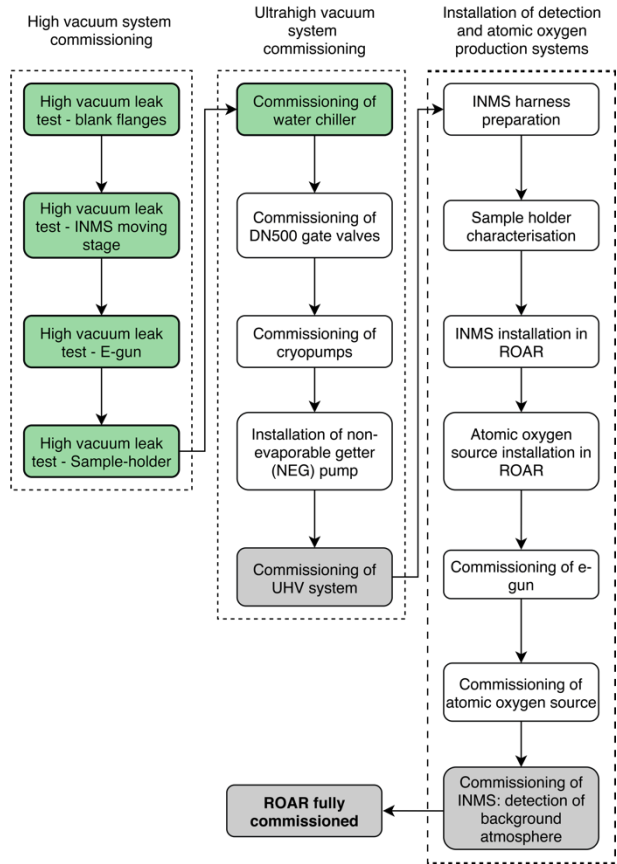 High vacuum system
commissioning
High vacuum leak
test - blank flanges
High vacuum leak
test - INMS moving
stage
High vacuum leak
test - E-gun
High vacuum leak
test - Sample-holder
Ultrahigh vacuum
system
commissioning
Commissioning of
water chiller
Commissioning of
DN500 gate valves
Commissioning of
cryopumps
Installation of non-
evaporable getter
(NEG) pump
Commissioning of
UHV system
Installation of detection
and atomic oxygen
production systems
INMS harness
preparation
Sample holder
characterisation
INMS installation in
ROAR
Atomic oxygen
source installation in
ROAR
Commissioning of e-
gun
Commissioning of
atomic oxygen source
Commissioning of
INMS: detection of
background
atmosphere
ROAR fully
commissioned